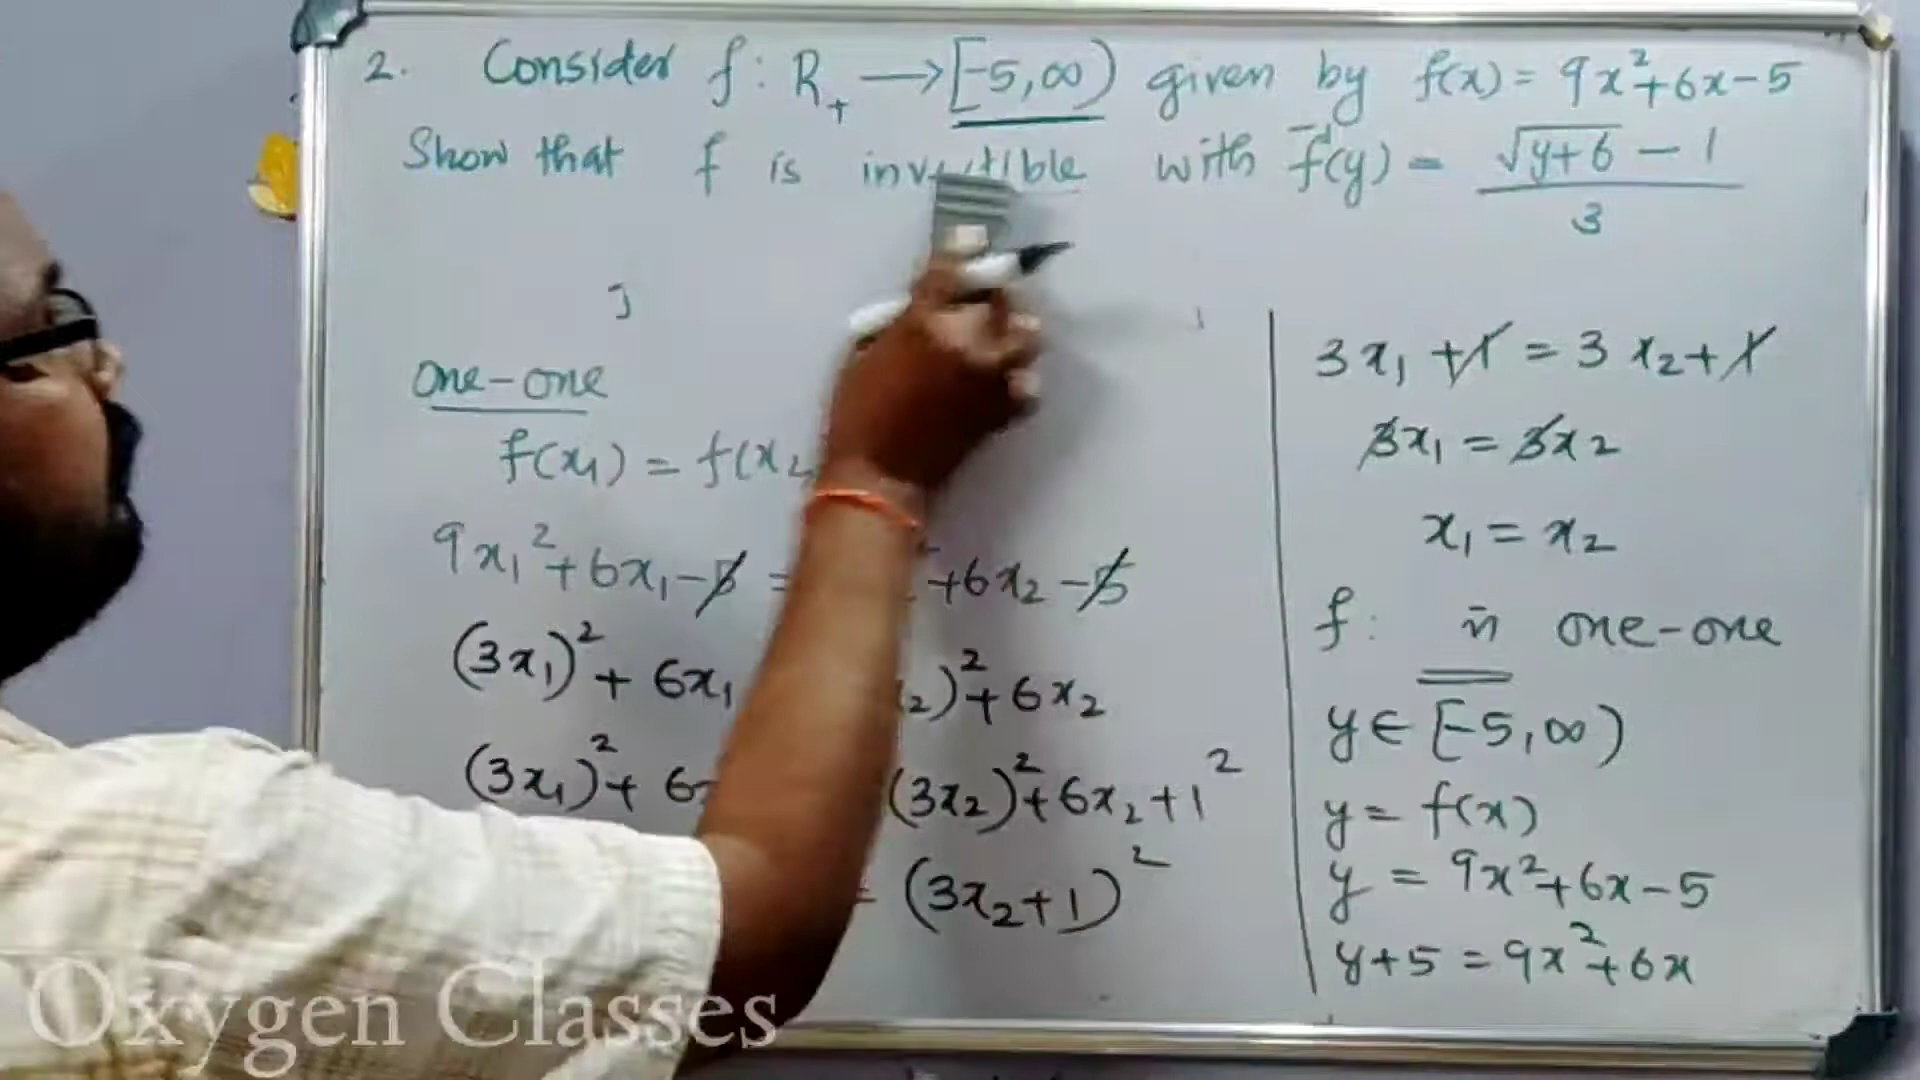 2. Consider f : R₊ → [-5,∞) given by f(x) = 9x²+6x-5
Show that f is invertible with f⁻¹(y) = (√(y+6) - 1)/3
one-one
f(x₁) = f(x₂
9x₁²+6x₁-5 = ²+6x₂-5
(3x₁)²+ 6x₁ ₂)²+6x₂
(3x₁)²+ 6x (3x₂)²+6x₂+1²
= (3x₂+1)²
3x₁ +1 = 3x₂+1
3x₁ = 3x₂
x₁ = x₂
f: is one-one
y ∈ [-5,∞)
y = f(x)
y = 9x²+6x-5
y+5 = 9x²+6x
Oxygen Classes